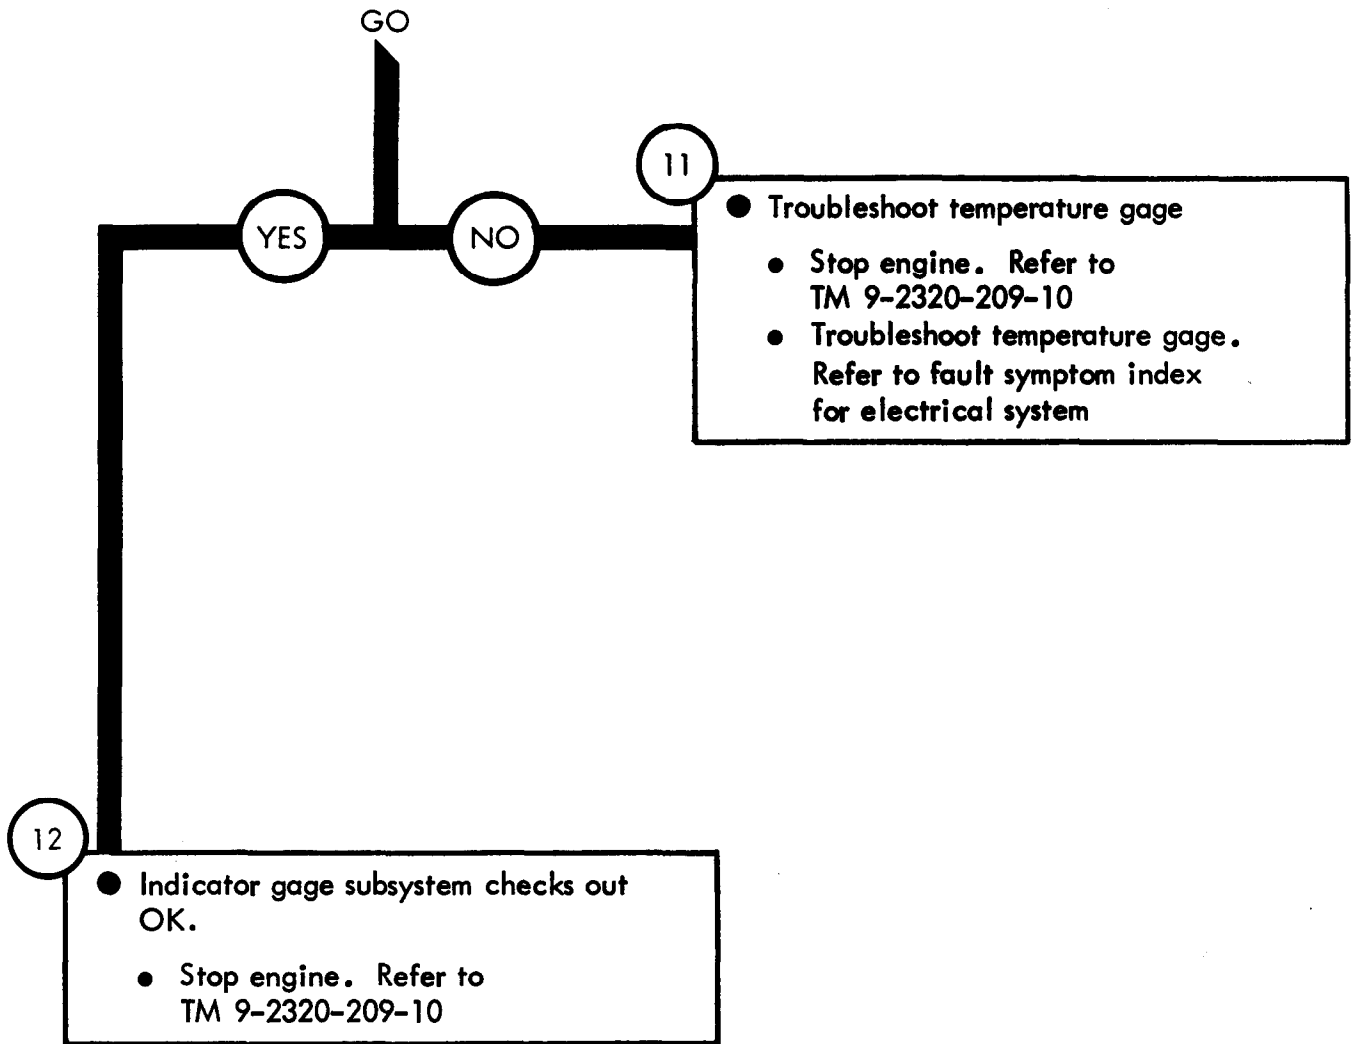 GO
YES
NO
11
● Troubleshoot temperature gage
● Stop engine. Refer to
TM 9-2320-209-10
● Troubleshoot temperature gage.
Refer to fault symptom index
for electrical system
12
● Indicator gage subsystem checks out
OK.
● Stop engine. Refer to
TM 9-2320-209-10